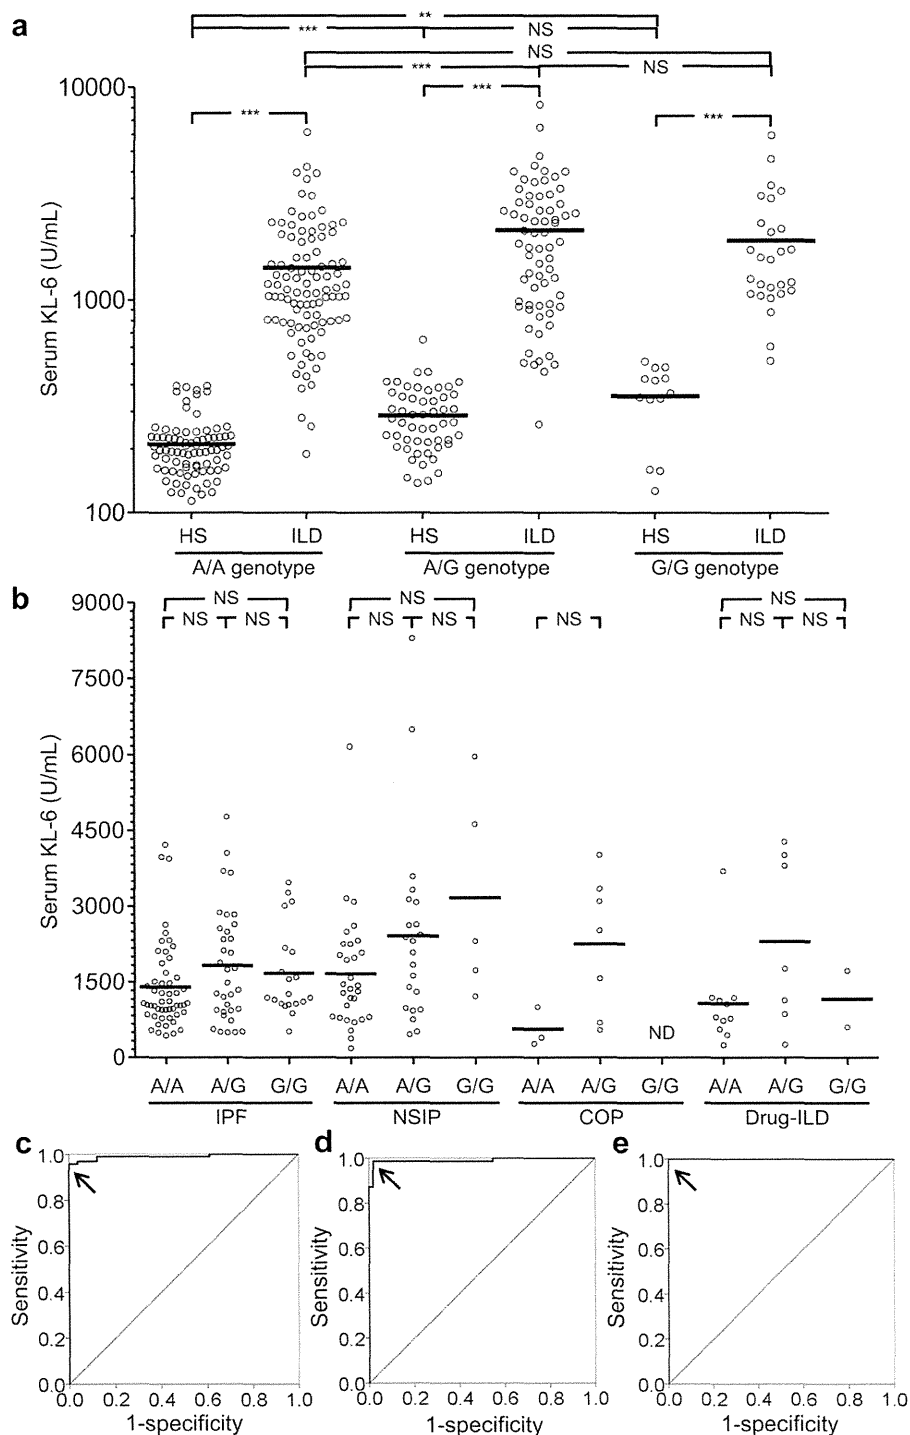 a
**
*** NS
NS
*** NS
***
*** ***
Serum KL-6 (U/mL)
10000
1000
100
HS ILD HS ILD HS ILD
A/A genotype A/G genotype G/G genotype
b
Serum KL-6 (U/mL)
9000
7500
6000
4500
3000
1500
0
NS NS NS
NS NS NS NS NS NS NS
ND
A/A A/G G/G A/A A/G G/G A/A A/G G/G A/A A/G G/G
IPF NSIP COP Drug-ILD
c
Sensitivity
1.0
0.8
0.6
0.4
0.2
0.0
0.0 0.2 0.4 0.6 0.8 1.0
1-specificity
d
Sensitivity
1.0
0.8
0.6
0.4
0.2
0.0
0.0 0.2 0.4 0.6 0.8 1.0
1-specificity
e
Sensitivity
1.0
0.8
0.6
0.4
0.2
0.0
0.0 0.2 0.4 0.6 0.8 1.0
1-specificity